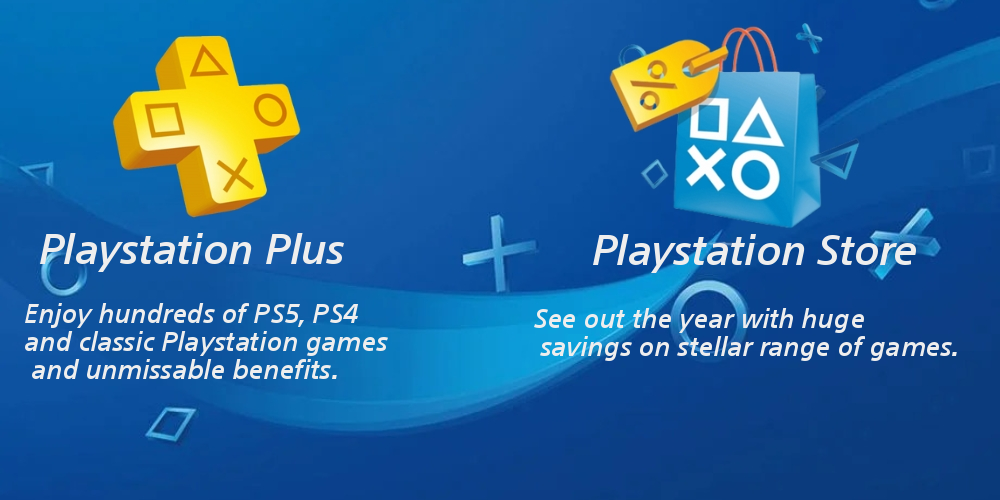 Playstation Plus
Enjoy hundreds of PS5, PS4
and classic Playstation games
and unmissable benefits.
Playstation Store
See out the year with huge
savings on stellar range of games.